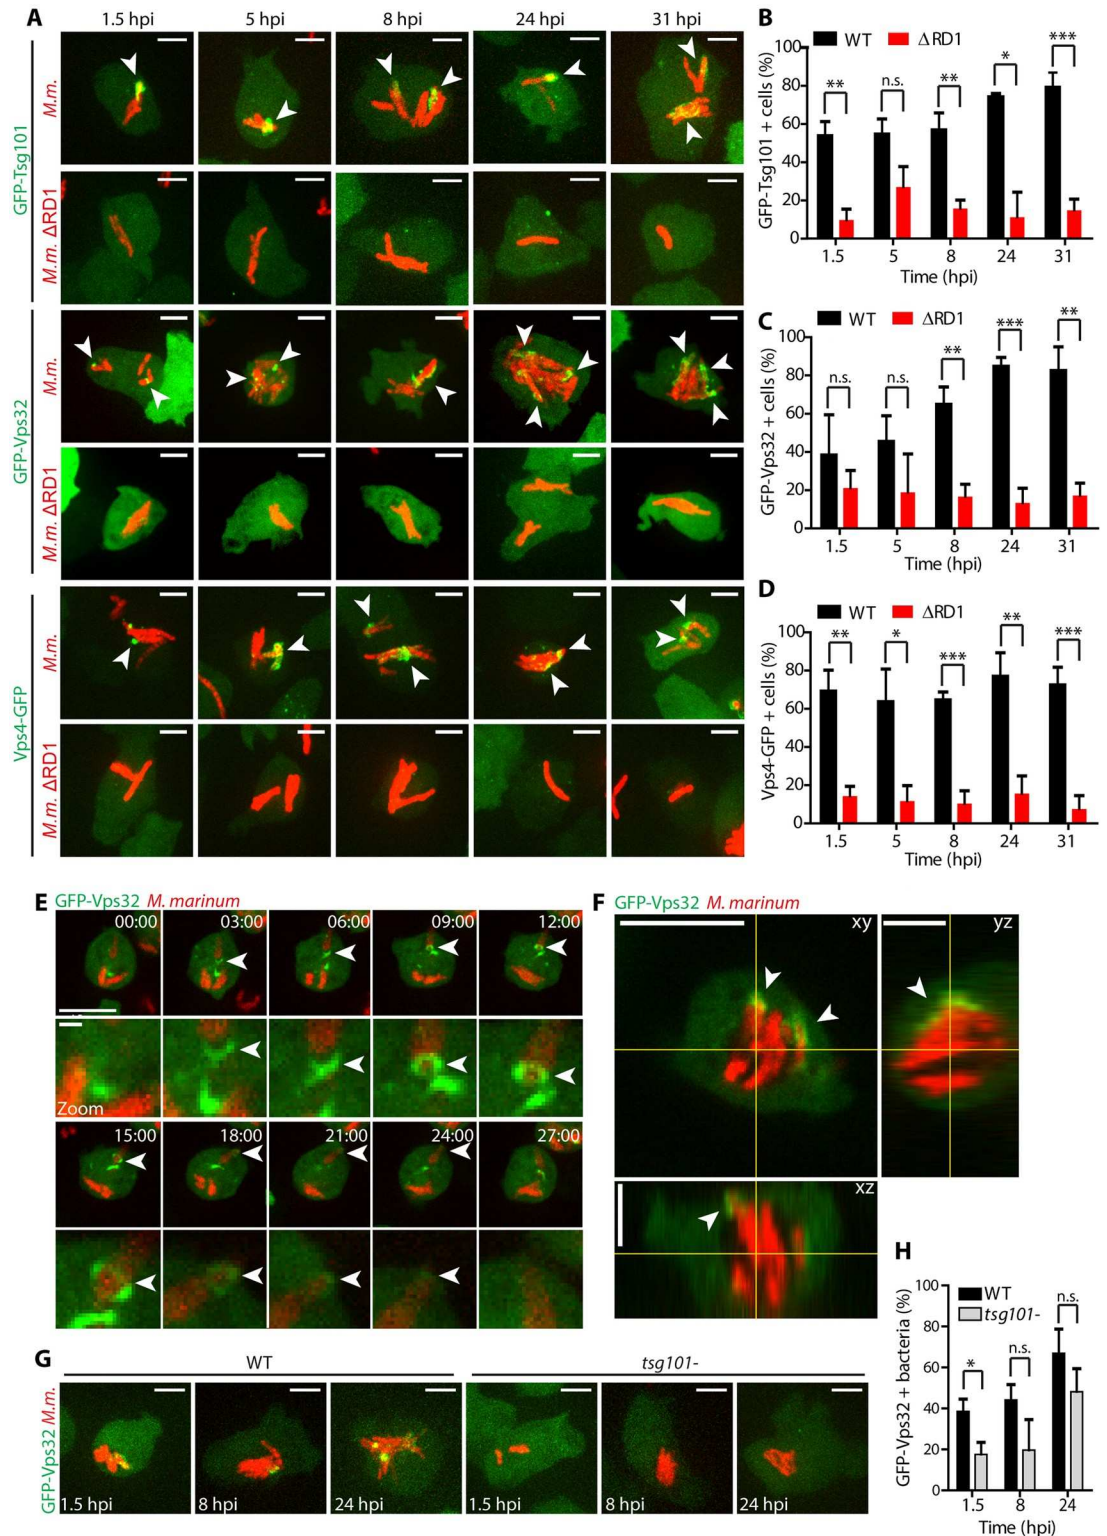 A
1.5 hpi 5 hpi 8 hpi 24 hpi 31 hpi
GFP-Tsg101
M.m.
M.m. ΔRD1
GFP-Vps32
M.m.
M.m. ΔRD1
Vps4-GFP
M.m.
M.m. ΔRD1
B
WT ΔRD1
GFP-Tsg101 + cells (%)
100
80
60
40
20
0
** n.s. ** * ***
1.5 5 8 24 31
Time (hpi)
C
WT ΔRD1
GFP-Vps32 + cells (%)
100
80
60
40
20
0
n.s. n.s. ** *** **
1.5 5 8 24 31
Time (hpi)
D
WT ΔRD1
Vps4-GFP + cells (%)
100
80
60
40
20
0
** * *** ** ***
1.5 5 8 24 31
Time (hpi)
E
GFP-Vps32 M. marinum
00:00 03:00 06:00 09:00 12:00
Zoom
15:00 18:00 21:00 24:00 27:00
F
GFP-Vps32 M. marinum
xy
yz
xz
G
WT tsg101-
GFP-Vps32 M.m.
1.5 hpi 8 hpi 24 hpi 1.5 hpi 8 hpi 24 hpi
H
WT
tsg101-
GFP-Vps32 + bacteria (%)
100
80
60
40
20
0
* n.s. n.s.
1.5 8 24
Time (hpi)